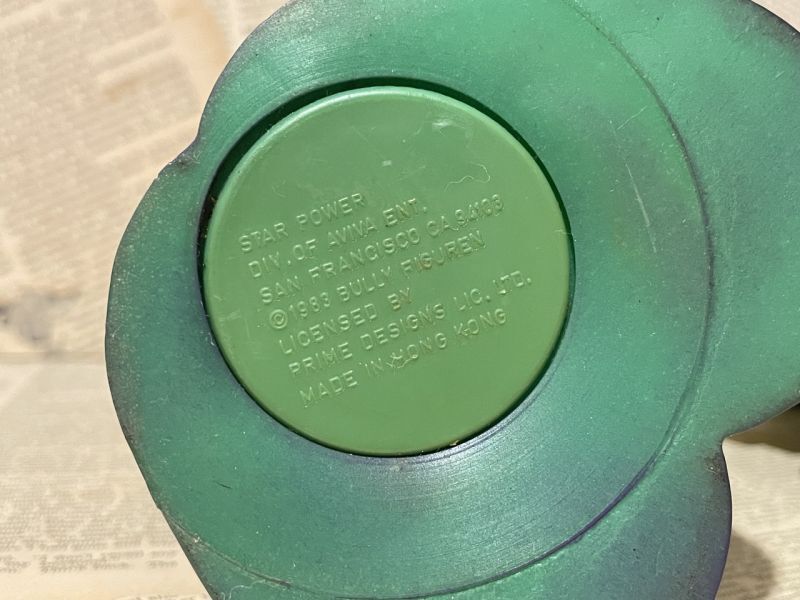 STAR POWER
DIV. OF AVIVA ENT.
SAN FRANCISCO CA. 94103
©1983 BULLY FIGUREN
LICENSED BY
PRIME DESIGNS LIC. LTD.
MADE IN HONG KONG